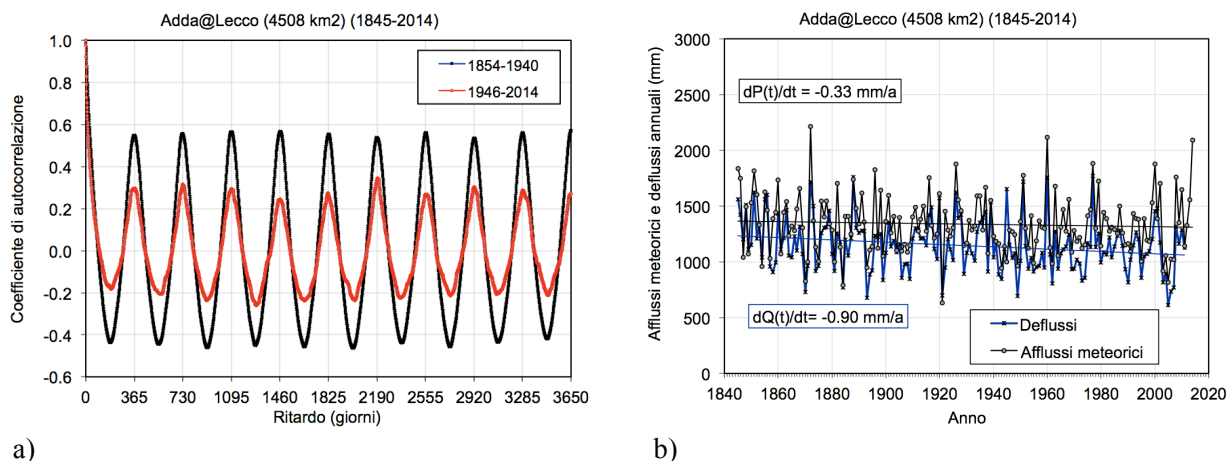 Adda@Lecco (4508 km2) (1845-2014)
1.0
0.8
0.6
0.4
0.2
0.0
-0.2
-0.4
-0.6
Coefficiente di autocorrelazione
1854-1940
1946-2014
0 365 730 1095 1460 1825 2190 2555 2920 3285 3650
Ritardo (giorni)
a)
Adda@Lecco (4508 km2) (1845-2014)
3000
2500
2000
1500
1000
500
0
Afflussi meteorici e deflussi annuali (mm)
dP(t)/dt = -0.33 mm/a
dQ(t)/dt= -0.90 mm/a
Deflussi
Afflussi meteorici
1840 1860 1880 1900 1920 1940 1960 1980 2000 2020
Anno
b)